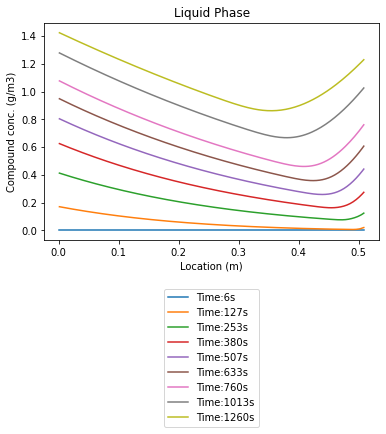 Liquid Phase
Compound conc. (g/m3)
1.4
1.2
1.0
0.8
0.6
0.4
0.2
0.0
0.0 0.1 0.2 0.3 0.4 0.5
Location (m)
Time:6s
Time:127s
Time:253s
Time:380s
Time:507s
Time:633s
Time:760s
Time:1013s
Time:1260s